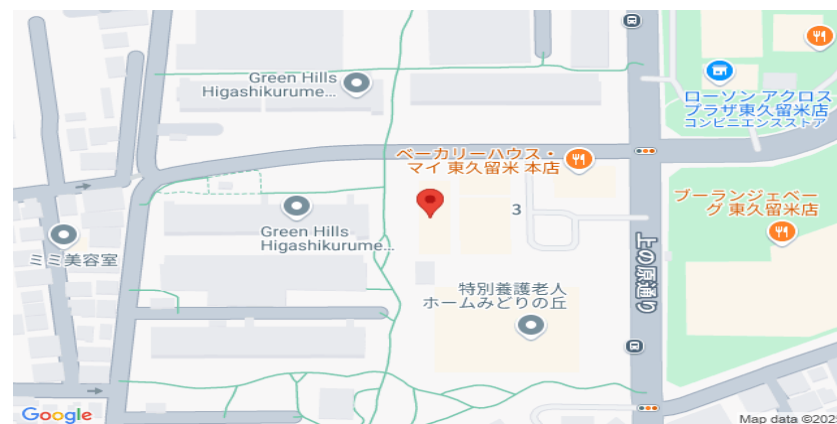 Green Hills
Higashikurume...
ローソン アクロス
プラザ東久留米店
コンビニエンスストア
ベーカリーハウス・
マイ 東久留米 本店
ブーランジェベー
グ 東久留米店
3
Green Hills
Higashikurume...
ミミ美容室
上の原通り
特別養護老人
ホームみどりの丘
Google
Map data ©202